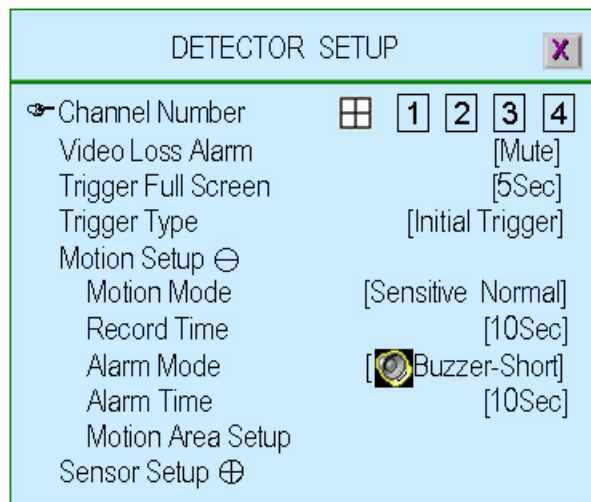 DETECTOR SETUP X
Channel Number 1 2 3 4
Video Loss Alarm [Mute]
Trigger Full Screen [5Sec]
Trigger Type [Initial Trigger]
Motion Setup
Motion Mode [Sensitive Normal]
Record Time [10Sec]
Alarm Mode [Buzzer-Short]
Alarm Time [10Sec]
Motion Area Setup
Sensor Setup